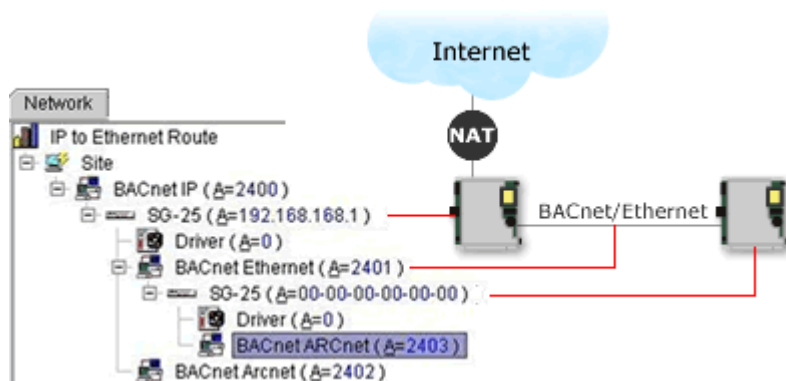 Internet
Network
NAT
IP to Ethernet Route
Site
BACnet IP (A=2400)
SG-25 (A=192.168.168.1)
BACnet/Ethernet
Driver (A=0)
BACnet Ethernet (A=2401)
SG-25 (A=00-00-00-00-00-00)
Driver (A=0)
BACnet ARCnet (A=2403)
BACnet Arcnet (A=2402)